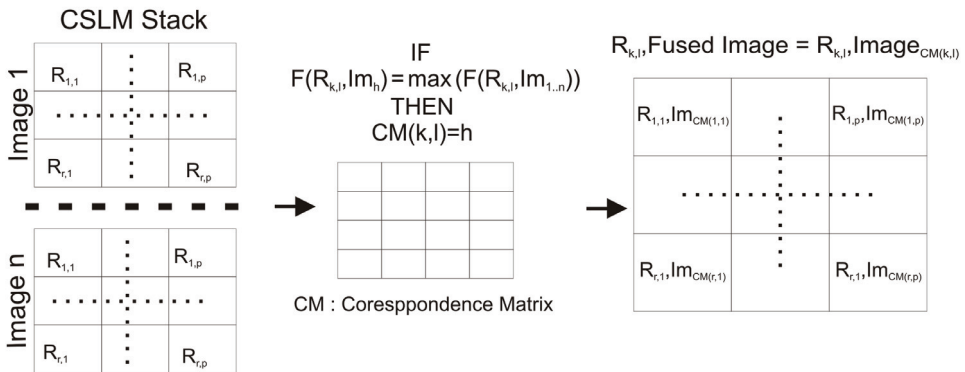 CSLM Stack
Image 1
R1,1 R1,p
Rr,1 Rr,p
Image n
R1,1 R1,p
Rr,1 Rr,p
IF
F(Rk,l,Imh)=max(F(Rk,l,Im1..n))
THEN
CM(k,l)=h
CM : Coresppondence Matrix
Rk,l,Fused Image = Rk,l,ImageCM(k,l)
R1,1,ImCM(1,1) R1,p,ImCM(1,p)
Rr,1,ImCM(r,1) Rr,1,ImCM(r,p)